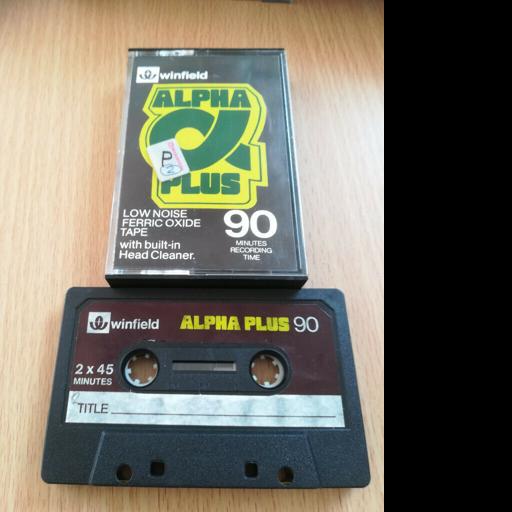 winfield
ALPHA
P
2
PLUS
LOW NOISE
FERRIC OXIDE
TAPE
with built-in
Head Cleaner.
90
MINUTES
RECORDING
TIME
winfield
ALPHA PLUS 90
2 x 45
MINUTES
TITLE